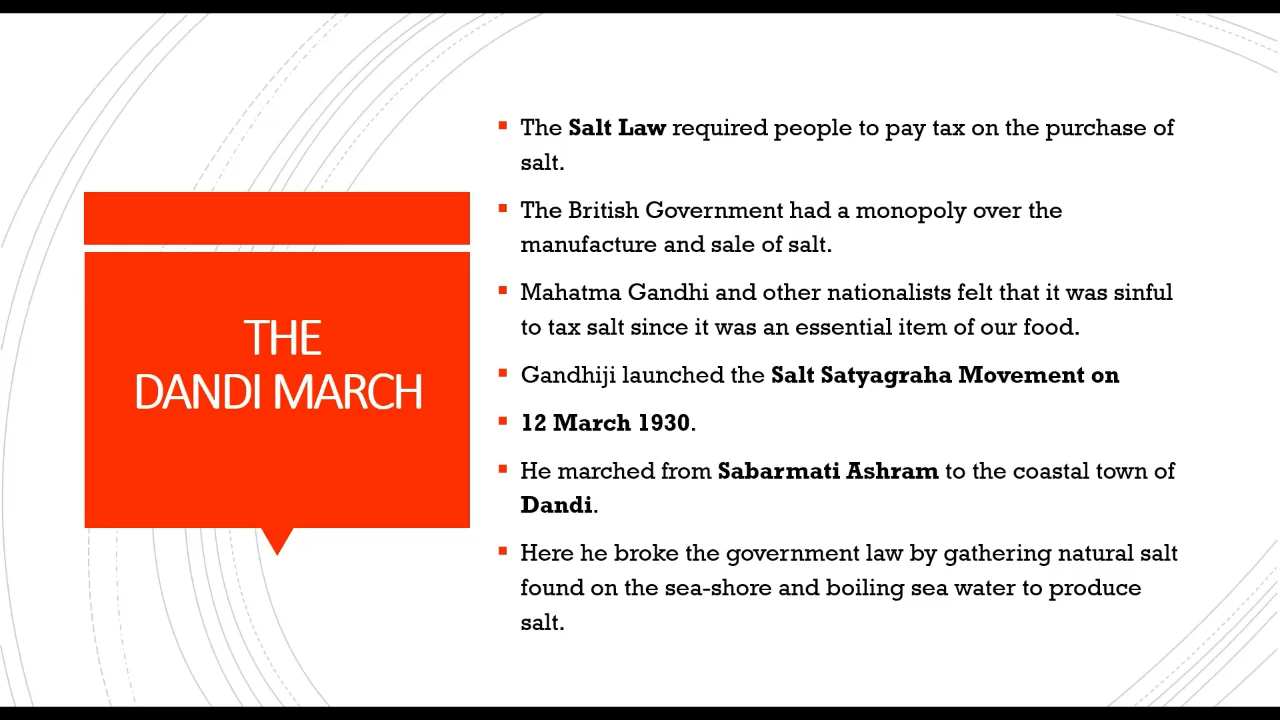 THE
DANDI MARCH
The Salt Law required people to pay tax on the purchase of
salt.
The British Government had a monopoly over the
manufacture and sale of salt.
Mahatma Gandhi and other nationalists felt that it was sinful
to tax salt since it was an essential item of our food.
Gandhiji launched the Salt Satyagraha Movement on
12 March 1930.
He marched from Sabarmati Ashram to the coastal town of
Dandi.
Here he broke the government law by gathering natural salt
found on the sea-shore and boiling sea water to produce
salt.